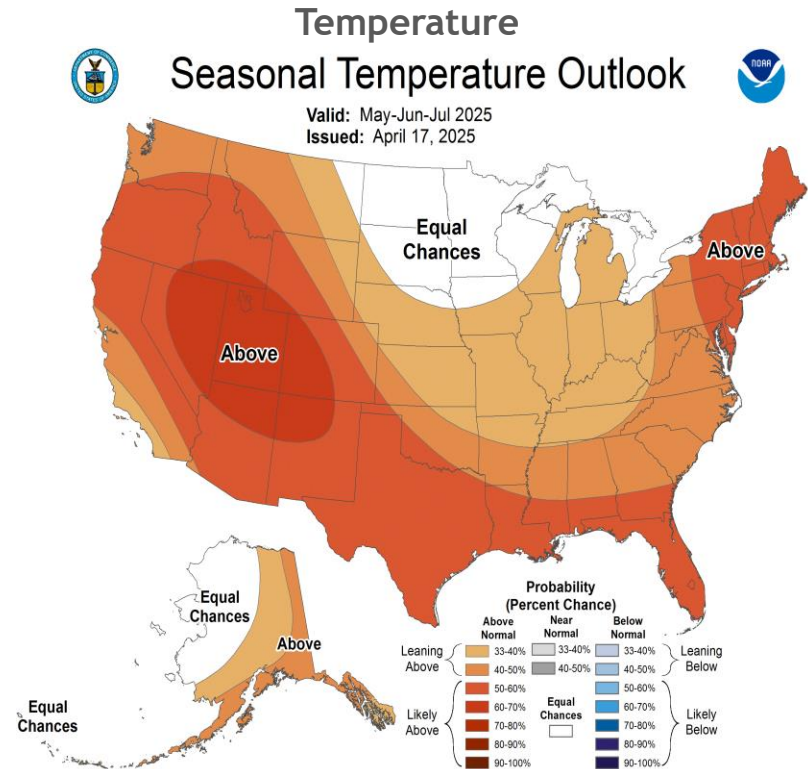 Temperature
Seasonal Temperature Outlook
NOAA
Valid: May-Jun-Jul 2025
Issued: April 17, 2025
Equal
Chances
Above
Above
Equal
Chances
Above
Equal
Chances
Probability
(Percent Chance)
Above
Normal
Near
Normal
Below
Normal
Leaning
Above
33-40%
40-50%
33-40%
40-50%
33-40%
40-50%
Leaning
Below
Likely
Above
50-60%
60-70%
70-80%
80-90%
90-100%
Equal
Chances
50-60%
60-70%
70-80%
80-90%
90-100%
Likely
Below